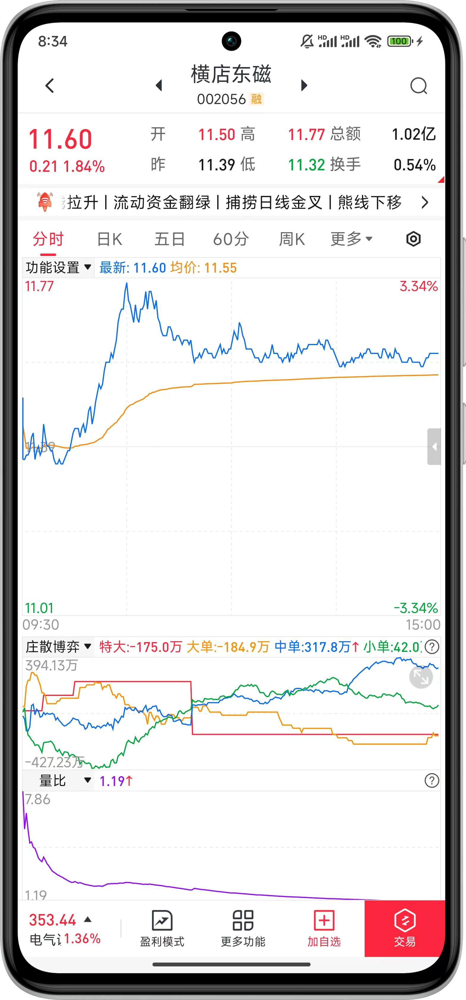 8:34
HD HD 100
横店东磁
002056 融
11.60 开 11.50 高 11.77 总额 1.02亿
0.21 1.84% 昨 11.39 低 11.32 换手 0.54%
拉升 | 流动资金翻绿 | 捕捞日线金叉 | 熊线下移
分时 日K 五日 60分 周K 更多
功能设置 最新: 11.60 均价: 11.55
11.77 3.34%
11.39
11.01 -3.34%
09:30 15:00
庄散博弈 特大:-175.0万 大单:-184.9万 中单:317.8万↑ 小单:42.0 ?
394.13万
-427.23万
量比 1.19↑ ?
7.86
1.19
353.44
电气 1.36%
盈利模式 更多功能 加自选 交易